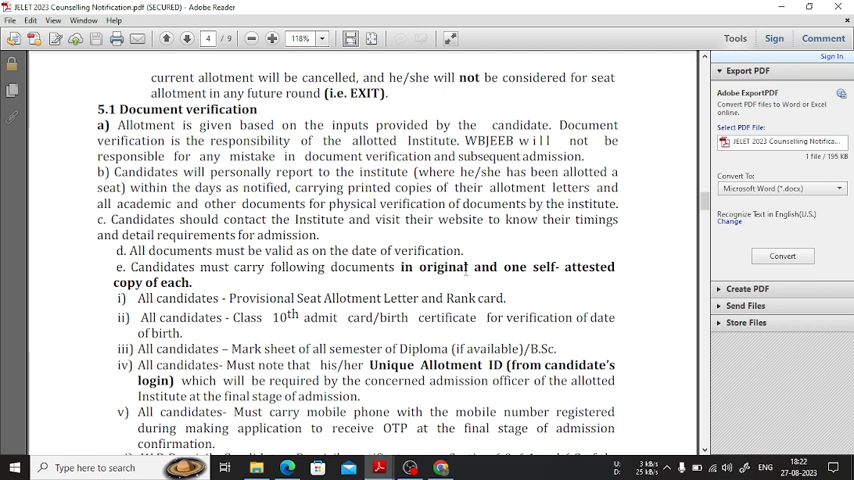 JELET 2023 Counselling Notification.pdf (SECURED) - Adobe Reader
File Edit View Window Help
4 / 9 118% Tools Sign Comment
Sign In
current allotment will be cancelled, and he/she will not be considered for seat
allotment in any future round (i.e. EXIT).
5.1 Document verification
a) Allotment is given based on the inputs provided by the candidate. Document
verification is the responsibility of the allotted Institute. WBJEEB will not be
responsible for any mistake in document verification and subsequent admission.
b) Candidates will personally report to the institute (where he/she has been allotted a
seat) within the days as notified, carrying printed copies of their allotment letters and
all academic and other documents for physical verification of documents by the institute.
c. Candidates should contact the Institute and visit their website to know their timings
and detail requirements for admission.
d. All documents must be valid as on the date of verification.
e. Candidates must carry following documents in original and one self- attested
copy of each.
i) All candidates - Provisional Seat Allotment Letter and Rank card.
ii) All candidates - Class 10th admit card/birth certificate for verification of date
of birth.
iii) All candidates – Mark sheet of all semester of Diploma (if available)/B.Sc.
iv) All candidates- Must note that his/her Unique Allotment ID (from candidate's
login) which will be required by the concerned admission officer of the allotted
Institute at the final stage of admission.
v) All candidates- Must carry mobile phone with the mobile number registered
during making application to receive OTP at the final stage of admission
confirmation.
Export PDF
Adobe ExportPDF
Convert PDF files to Word or Excel
online.
Select PDF File:
JELET 2023 Counselling Notifica...
1 file / 195 KB
Convert To:
Microsoft Word (*.docx)
Recognize Text in English(U.S.)
Change
Convert
Create PDF
Send Files
Store Files
Type here to search
U: 3 kB/s
D: 25 kB/s
ENG
18:22
27-08-2023